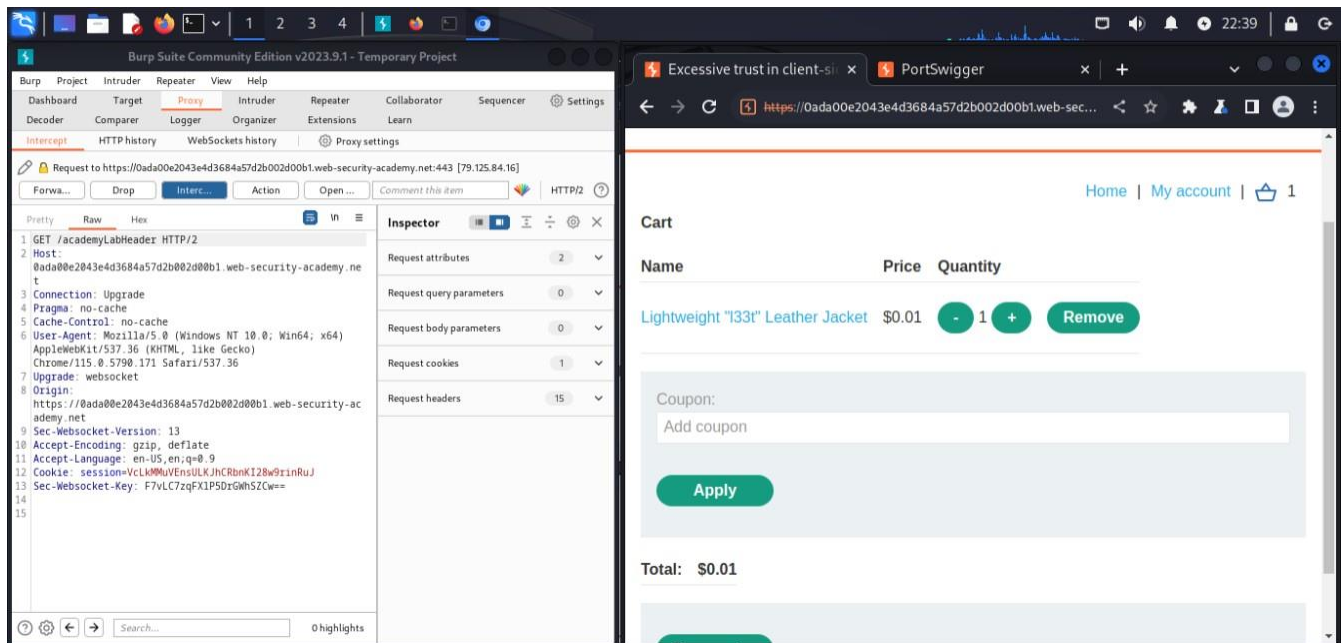 1 2 3 4
22:39
Burp Suite Community Edition v2023.9.1 - Temporary Project
Burp Project Intruder Repeater View Help
Dashboard Target Proxy Intruder Repeater Collaborator Sequencer Settings
Decoder Comparer Logger Organizer Extensions Learn
Intercept HTTP history WebSockets history Proxy settings
Request to https://0ada00e2043e4d3684a57d2b002d00b1.web-security-academy.net:443 [79.125.84.16]
Forwa... Drop Interc... Action Open ... Comment this item HTTP/2
Pretty Raw Hex \n
1 GET /academyLabHeader HTTP/2
2 Host:
0ada00e2043e4d3684a57d2b002d00b1.web-security-academy.ne
t
3 Connection: Upgrade
4 Pragma: no-cache
5 Cache-Control: no-cache
6 User-Agent: Mozilla/5.0 (Windows NT 10.0; Win64; x64)
AppleWebKit/537.36 (KHTML, like Gecko)
Chrome/115.0.5790.171 Safari/537.36
7 Upgrade: websocket
8 Origin:
https://0ada00e2043e4d3684a57d2b002d00b1.web-security-ac
ademy.net
9 Sec-Websocket-Version: 13
10 Accept-Encoding: gzip, deflate
11 Accept-Language: en-US,en;q=0.9
12 Cookie: session=VcLkMMuVEnsULKJhCRbnKI28w9rinRuJ
13 Sec-Websocket-Key: F7vLC7zqFX1P5DrGWhSZCw==
14
15
Search... 0 highlights
Inspector
Request attributes 2
Request query parameters 0
Request body parameters 0
Request cookies 1
Request headers 15
Excessive trust in client-si PortSwigger
https://0ada00e2043e4d3684a57d2b002d00b1.web-sec...
Home | My account | 1
Cart
Name Price Quantity
Lightweight "l33t" Leather Jacket $0.01 - 1 + Remove
Coupon:
Add coupon
Apply
Total: $0.01